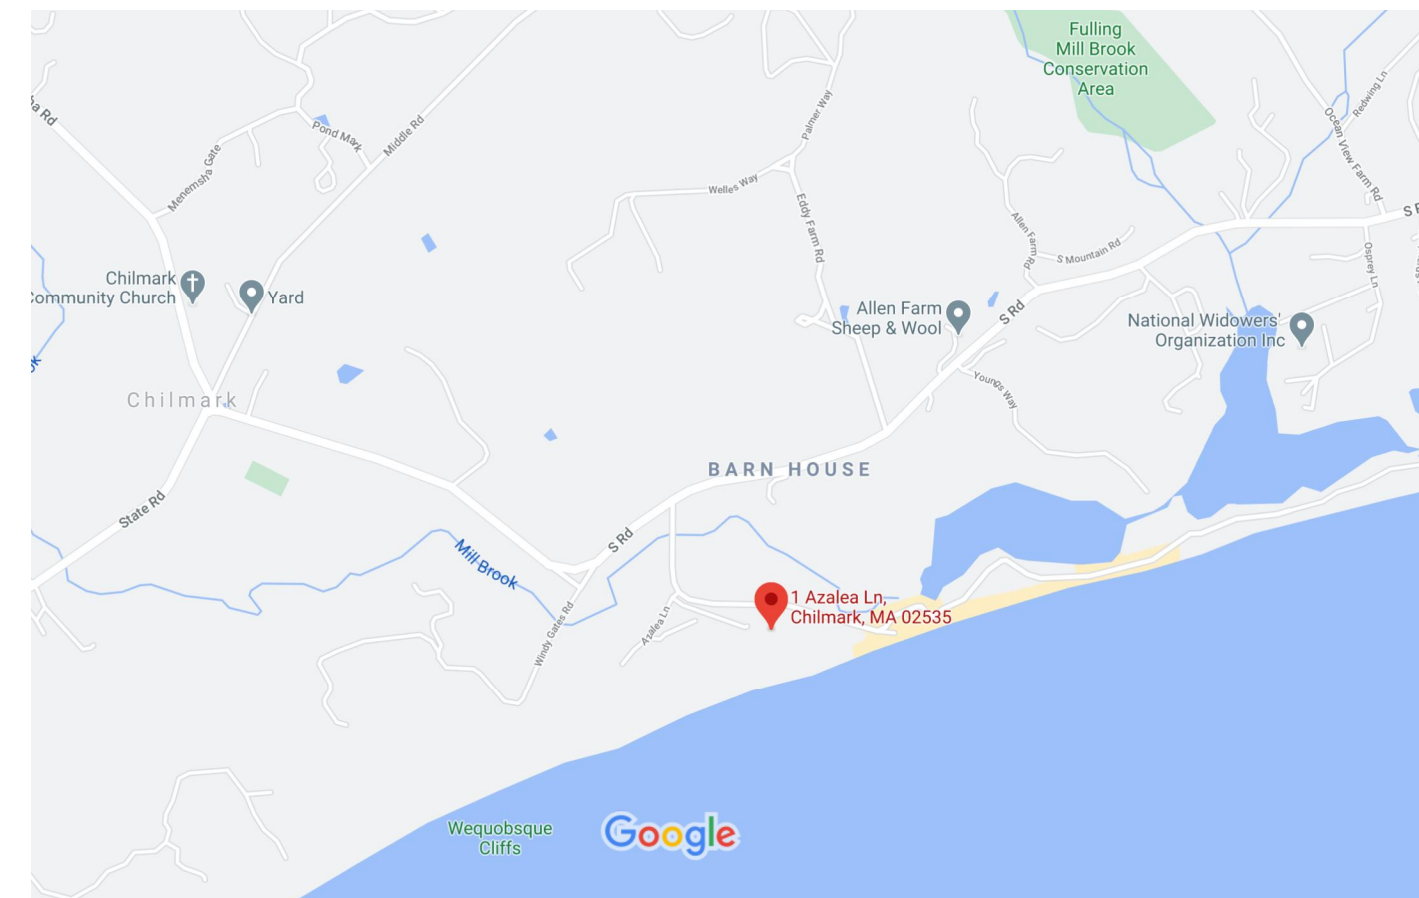 Fulling
Mill Brook
Conservation
Area
Redwing Ln
Ocean View Farm Rd
Palmer Way
Pond Mark
Middle Rd
Menemsha Gate
Welles Way
Eddy Farm Rd
Allen Farm Rd
S Mountain Rd
Osprey Ln
Chilmark
Community Church
Yard
Allen Farm
Sheep & Wool
S Rd
National Widowers'
Organization Inc
Youngs Way
Chilmark
BARN HOUSE
State Rd
S Rd
Mill Brook
1 Azalea Ln,
Chilmark, MA 02535
Azalea Ln
Windy Gates Rd
Wequobsque
Cliffs
Google